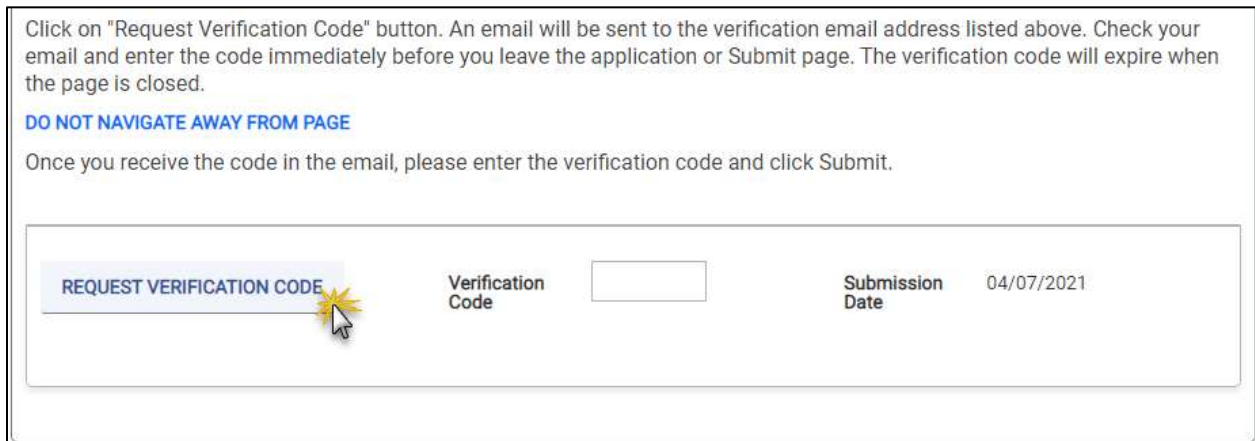 Click on "Request Verification Code" button. An email will be sent to the verification email address listed above. Check your
email and enter the code immediately before you leave the application or Submit page. The verification code will expire when
the page is closed.
DO NOT NAVIGATE AWAY FROM PAGE
Once you receive the code in the email, please enter the verification code and click Submit.
REQUEST VERIFICATION CODE
Verification
Code
Submission
Date
04/07/2021